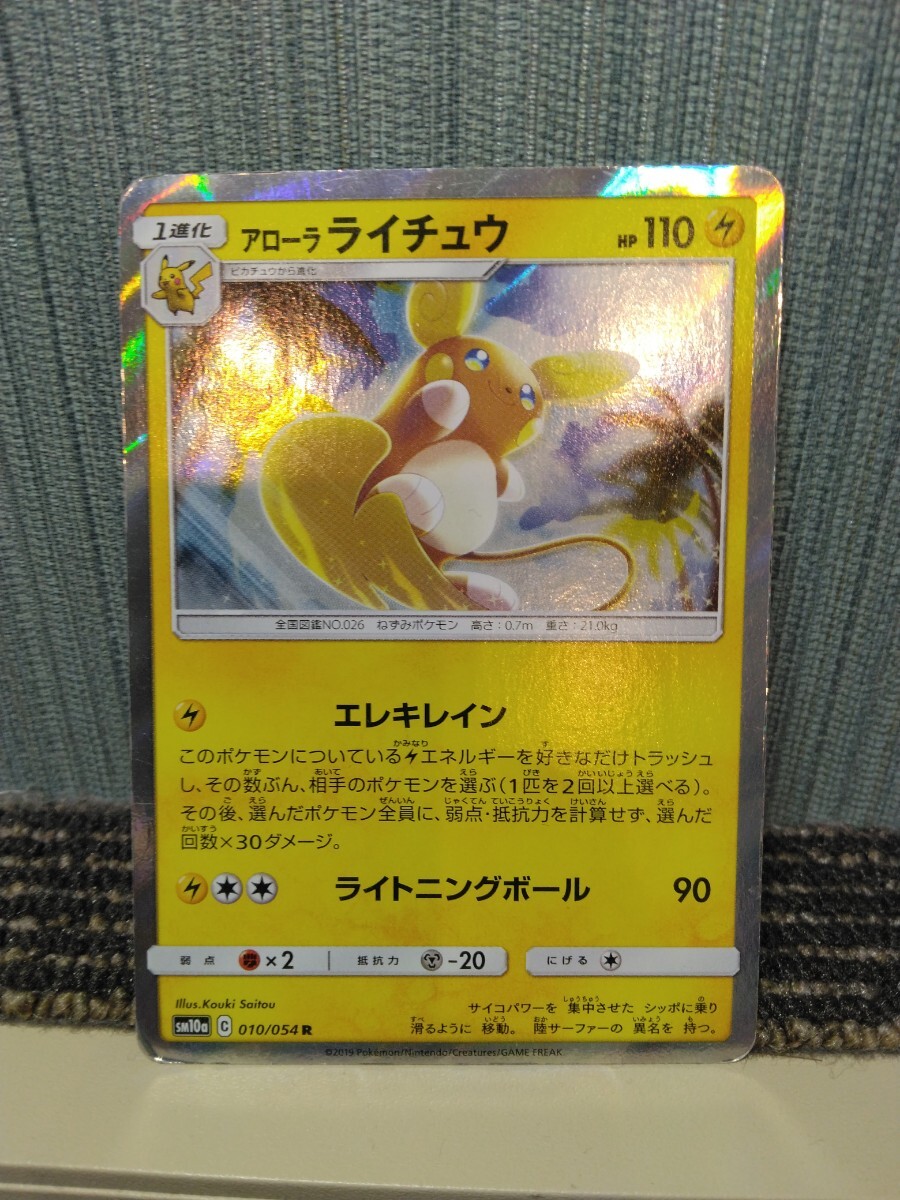 1進化
アローラ ライチュウ
HP 110
ピカチュウから進化
全国図鑑NO.026 ねずみポケモン 高さ：0.7m 重さ：21.0kg
エレキレイン
このポケモンについているエネルギーを好きなだけトラッシュ
し、その数ぶん、相手のポケモンを選ぶ（1匹を2回以上選べる）。
その後、選んだポケモン全員に、弱点・抵抗力を計算せず、選んだ
回数×30ダメージ。
ライトニングボール 90
弱点 ×2 抵抗力 -20 にげる
Illus.Kouki Saitou
サイコパワーを 集中させた シッポに乗り
滑るように 移動。 陸サーファーの 異名を 持つ。
SM10a C 010/054 R
©2019 Pokémon/Nintendo/Creatures/GAME FREAK.